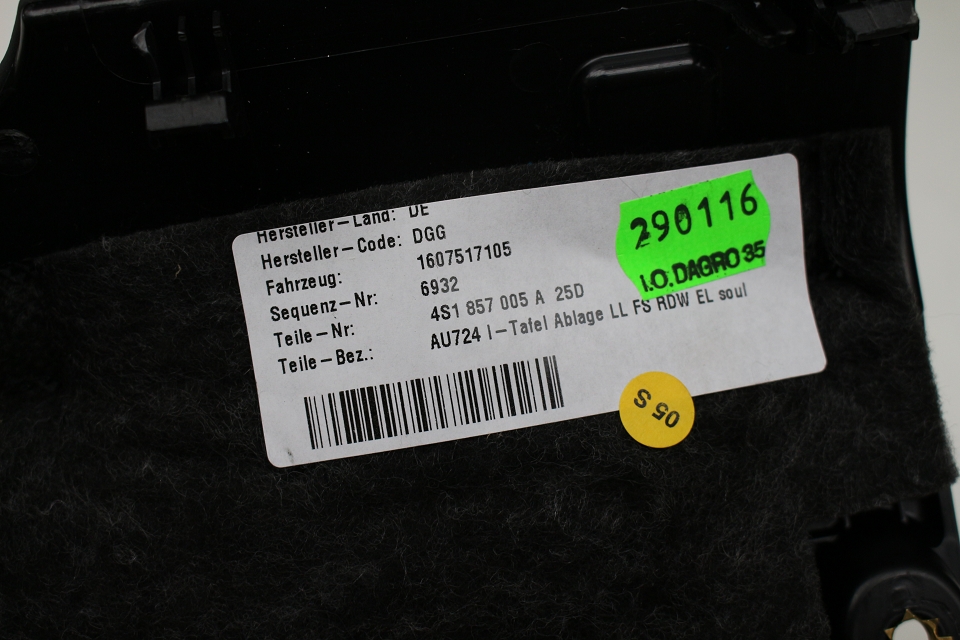 Hersteller-Land: DE
Hersteller-Code: DGG
Fahrzeug: 1607517105
Sequenz-Nr: 6932
Teile-Nr: 4S1 857 005 A 25D
Teile-Bez.: AU724 I-Tafel Ablage LL FS RDW EL soul
290116
I.O.DAGRO 35
05 S